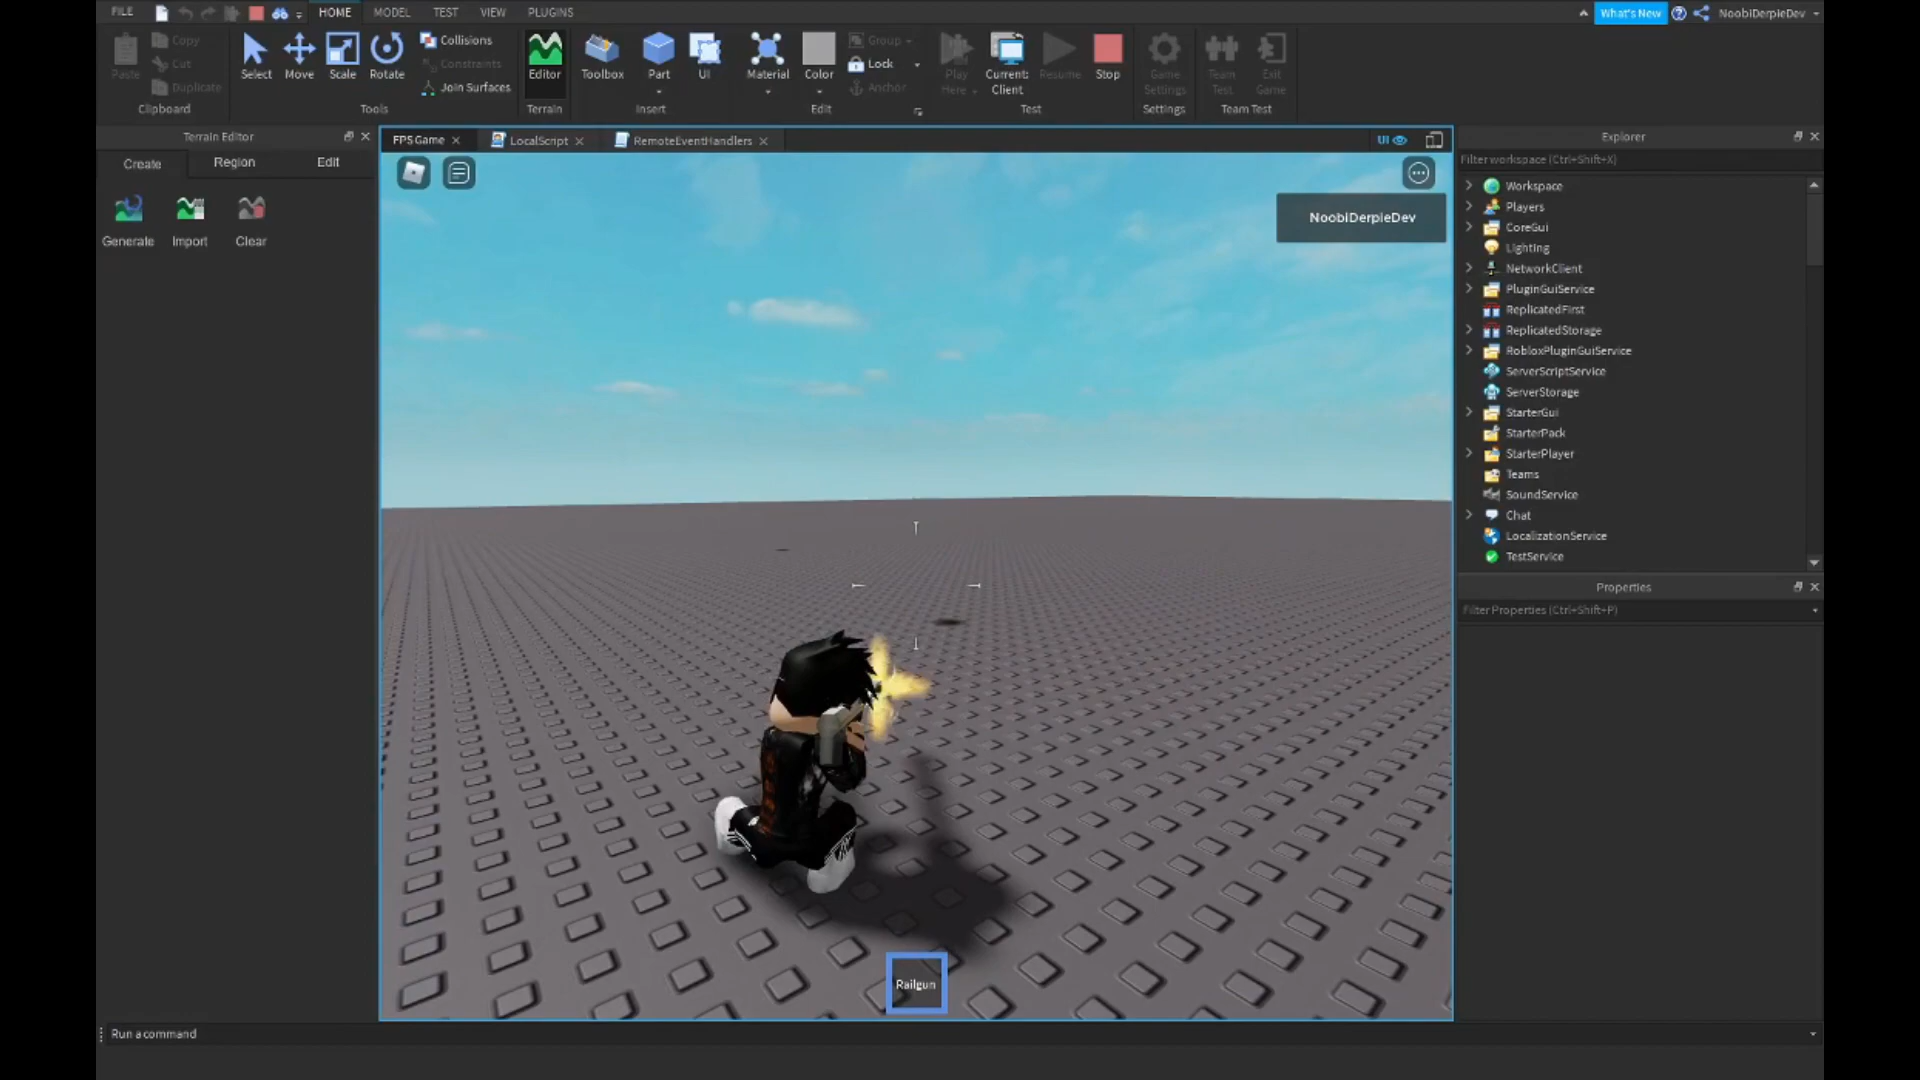 FILE HOME MODEL TEST VIEW PLUGINS What's New NoobiDerpieDev
Paste Copy Cut Duplicate Clipboard
Select Move Scale Rotate Collisions Constraints Join Surfaces Tools
Editor Terrain
Toolbox Part UI Insert
Material Color Group Lock Anchor Edit
Play Here Current: Client Resume Stop Test
Game Settings Settings
Team Test Exit Game Team Test
Terrain Editor
Create Region Edit
Generate Import Clear
FPS Game LocalScript RemoteEventHandlers UI
NoobiDerpieDev
Railgun
Explorer
Filter workspace (Ctrl+Shift+X)
Workspace
Players
CoreGui
Lighting
NetworkClient
PluginGuiService
ReplicatedFirst
ReplicatedStorage
RobloxPluginGuiService
ServerScriptService
ServerStorage
StarterGui
StarterPack
StarterPlayer
Teams
SoundService
Chat
LocalizationService
TestService
Properties
Filter Properties (Ctrl+Shift+P)
Run a command